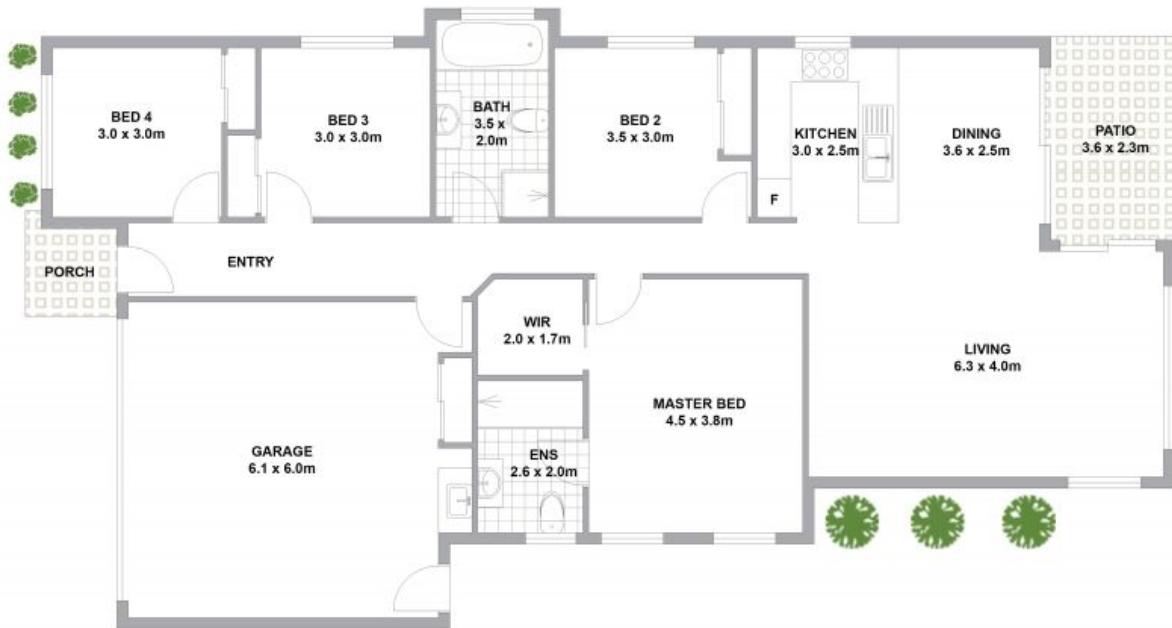 BED 4
3.0 x 3.0m
BED 3
3.0 x 3.0m
BATH
3.5 x
2.0m
BED 2
3.5 x 3.0m
KITCHEN
3.0 x 2.5m
F
DINING
3.6 x 2.5m
PATIO
3.6 x 2.3m
PORCH
ENTRY
WIR
2.0 x 1.7m
LIVING
6.3 x 4.0m
MASTER BED
4.5 x 3.8m
GARAGE
6.1 x 6.0m
ENS
2.6 x 2.0m